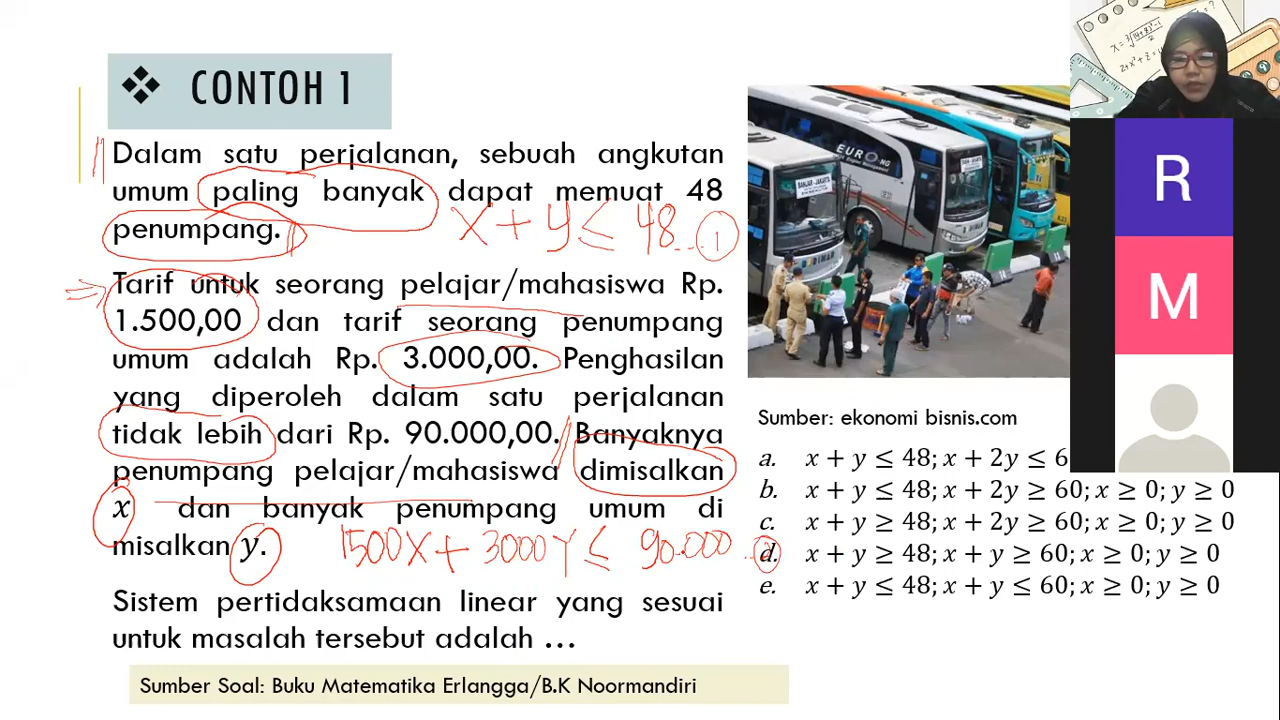 ❖ CONTOH 1
Dalam satu perjalanan, sebuah angkutan
umum paling banyak dapat memuat 48
penumpang.
x + y ≤ 48...①
Tarif untuk seorang pelajar/mahasiswa Rp.
1.500,00 dan tarif seorang penumpang
umum adalah Rp. 3.000,00. Penghasilan
yang diperoleh dalam satu perjalanan
tidak lebih dari Rp. 90.000,00. Banyaknya
penumpang pelajar/mahasiswa dimisalkan
x dan banyak penumpang umum di
misalkan y.
1500X + 3000Y ≤ 90.000
Sistem pertidaksamaan linear yang sesuai
untuk masalah tersebut adalah ...
Sumber Soal: Buku Matematika Erlangga/B.K Noormandiri
EURO
BANJAR - JAKARTA
Sumber: ekonomi bisnis.com
a. x + y ≤ 48; x + 2y ≤ 6
b. x + y ≤ 48; x + 2y ≥ 60; x ≥ 0; y ≥ 0
c. x + y ≥ 48; x + 2y ≥ 60; x ≥ 0; y ≥ 0
d. x + y ≥ 48; x + y ≥ 60; x ≥ 0; y ≥ 0
e. x + y ≤ 48; x + y ≤ 60; x ≥ 0; y ≥ 0
R
M